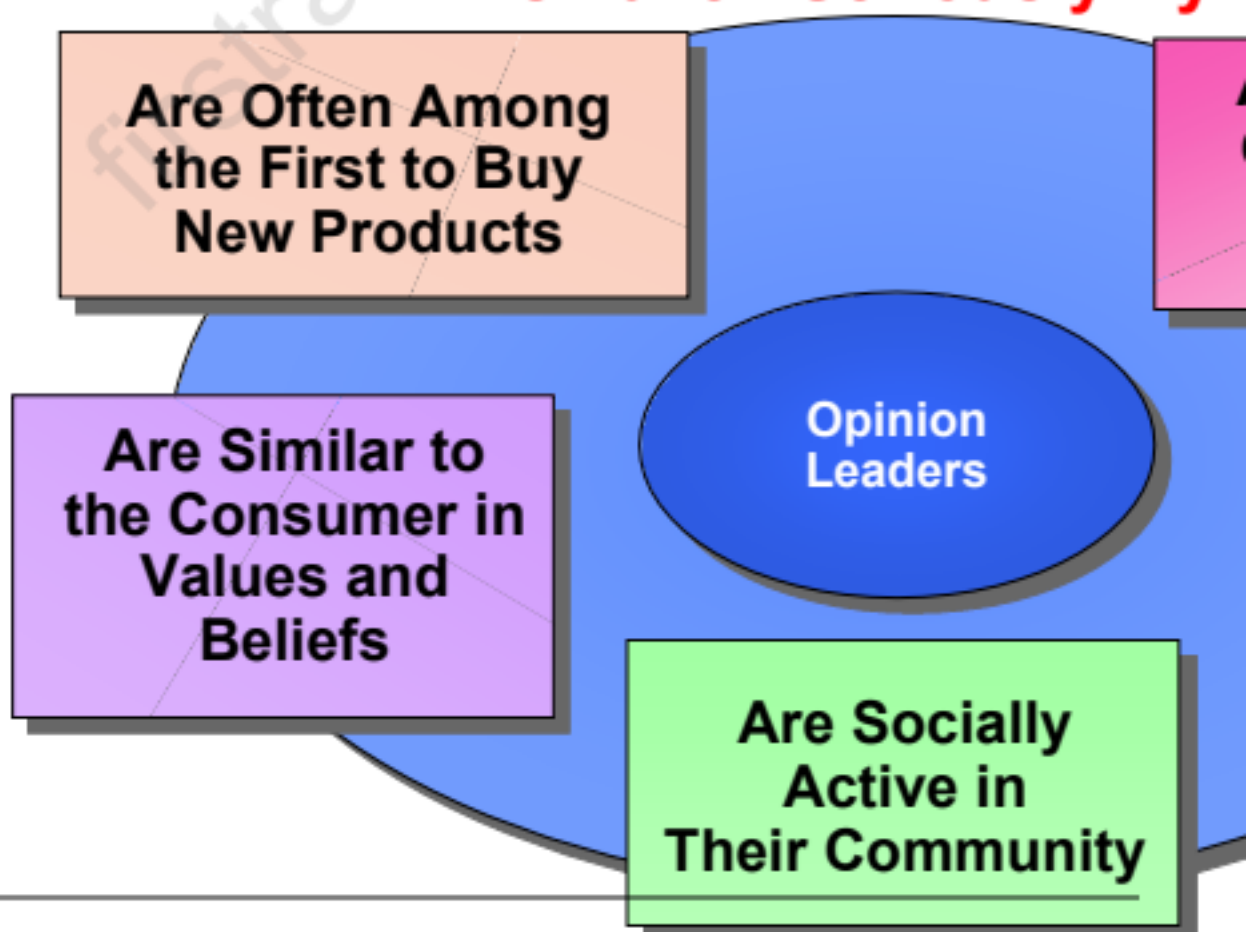 Are Often Among
the First to Buy
New Products
Opinion
Leaders
Are Similar to
the Consumer in
Values and
Beliefs
Are Socially
Active in
Their Community